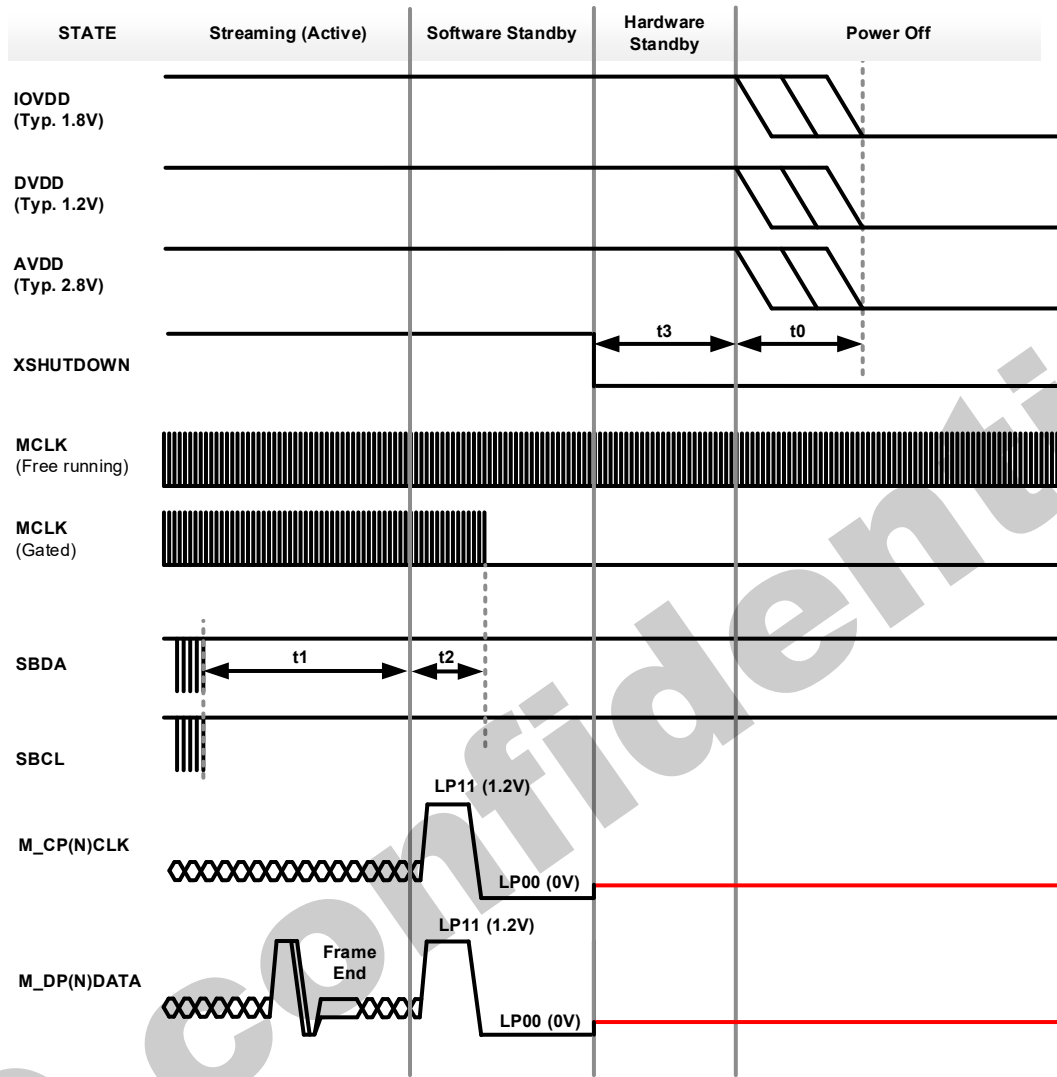 STATE
Streaming (Active)
Software Standby
Hardware
Standby
Power Off
IOVDD
(Typ. 1.8V)
DVDD
(Typ. 1.2V)
AVDD
(Typ. 2.8V)
t3
t0
XSHUTDOWN
MCLK
(Free running)
MCLK
(Gated)
SBDA
t1
t2
SBCL
LP11 (1.2V)
M_CP(N)CLK
LP00 (0V)
LP11 (1.2V)
Frame
End
M_DP(N)DATA
LP00 (0V)
confidenti